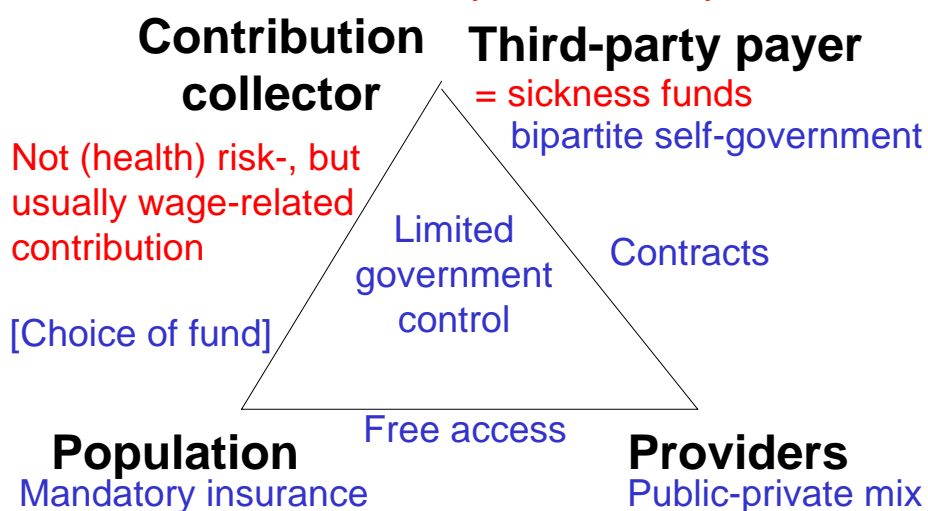 Contribution
collector
Third-party payer
= sickness funds
bipartite self-government
Not (health) risk-, but
usually wage-related
contribution
Limited
government
control
Contracts
[Choice of fund]
Free access
Population
Mandatory insurance
Providers
Public-private mix